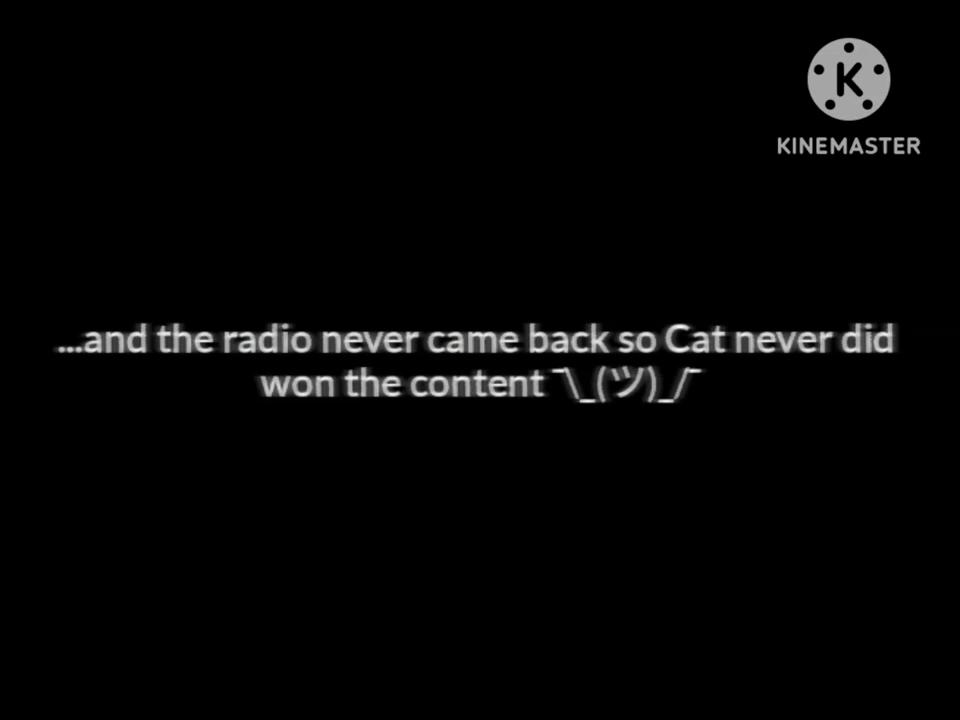 KINEMASTER
...and the radio never came back so Cat never did
won the content ¯\_(ツ)_/¯